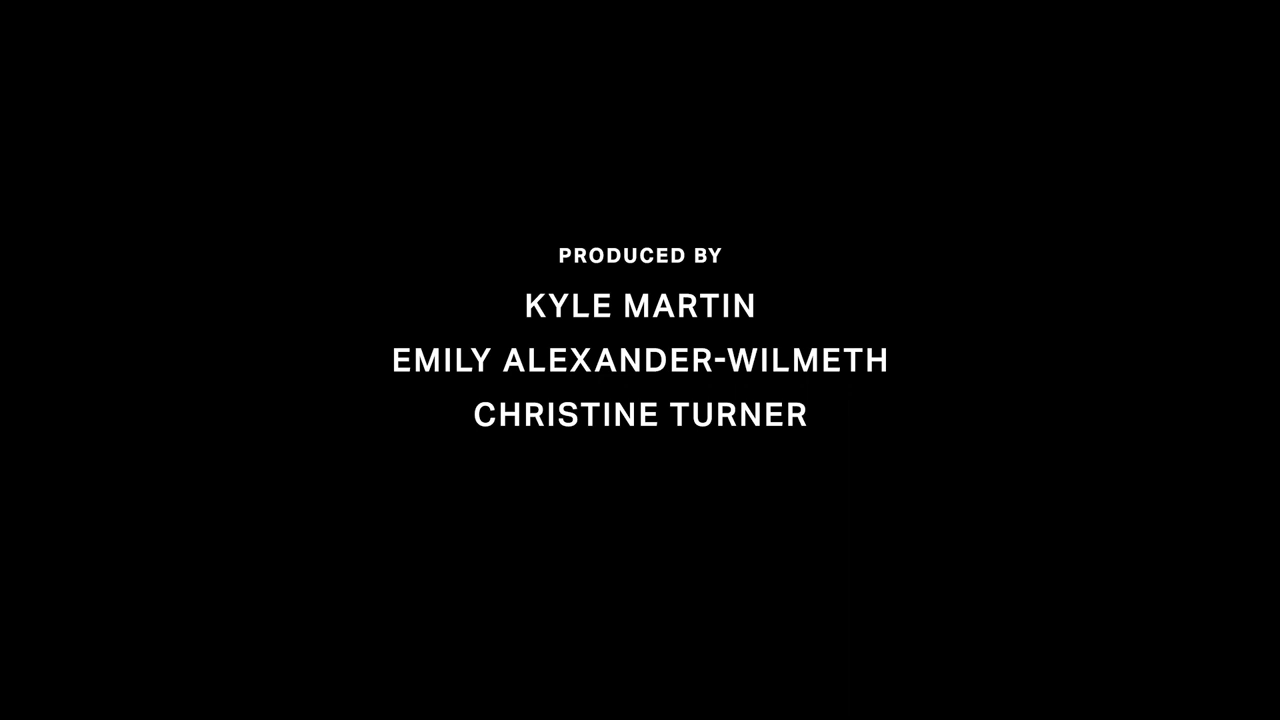 PRODUCED BY
KYLE MARTIN
EMILY ALEXANDER-WILMETH
CHRISTINE TURNER